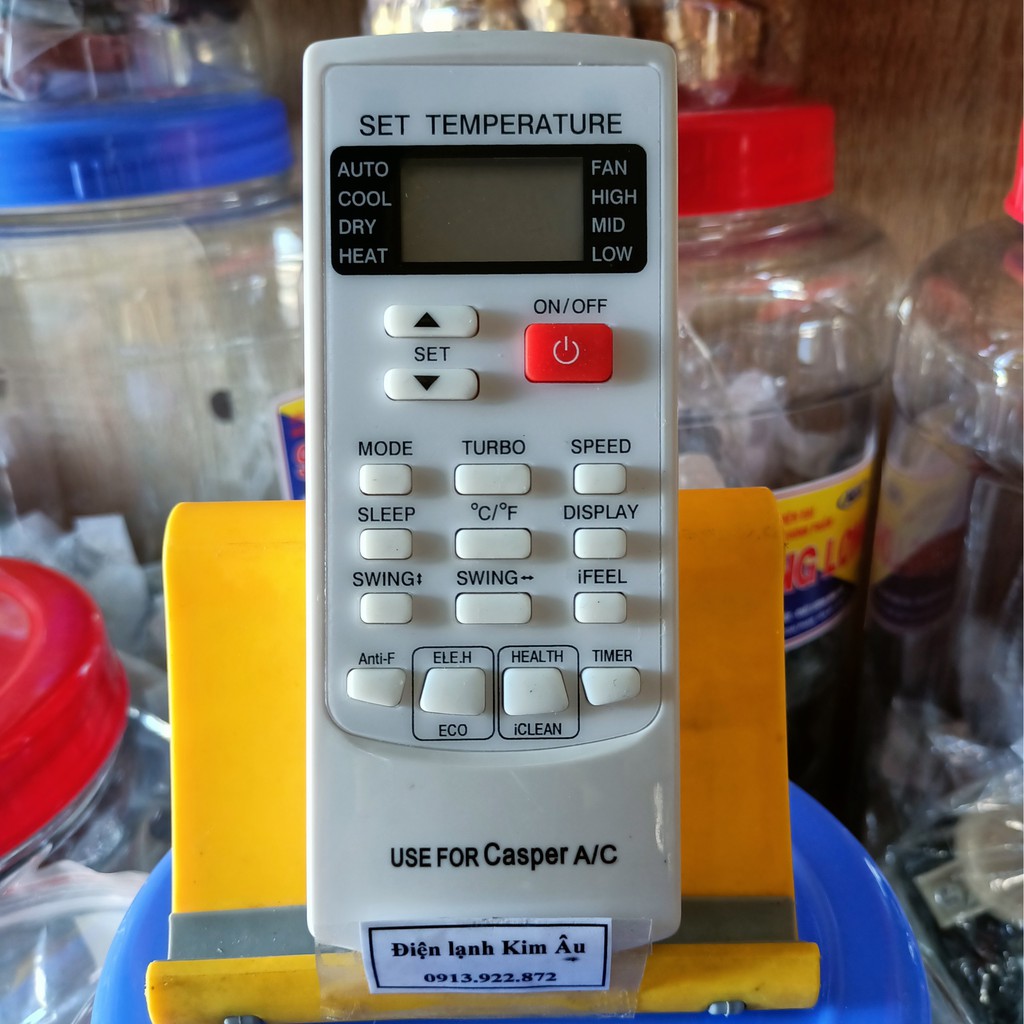 SET TEMPERATURE
AUTO
COOL
DRY
HEAT
FAN
HIGH
MID
LOW
ON/OFF
▲
SET
▼
MODE TURBO SPEED
SLEEP °C/°F DISPLAY
SWING↕ SWING↔ iFEEL
Anti-F ELE.H HEALTH TIMER
ECO iCLEAN
USE FOR Casper A/C
Điện lạnh Kim Âu
0913.922.872